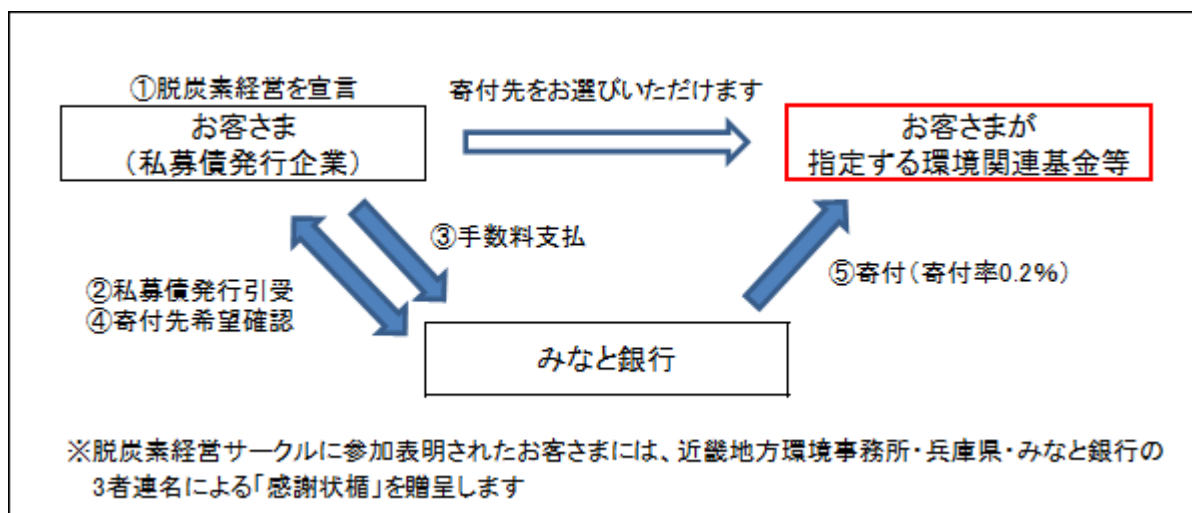 ①脱炭素経営を宣言
寄付先をお選びいただけます
お客さま
（私募債発行企業）
お客さまが
指定する環境関連基金等
③手数料支払
②私募債発行引受
④寄付先希望確認
⑤寄付（寄付率0.2％）
みなと銀行
※脱炭素経営サークルに参加表明されたお客さまには、近畿地方環境事務所・兵庫県・みなと銀行の
3者連名による「感謝状楯」を贈呈します